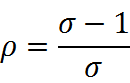 ρ = (σ − 1) / σ